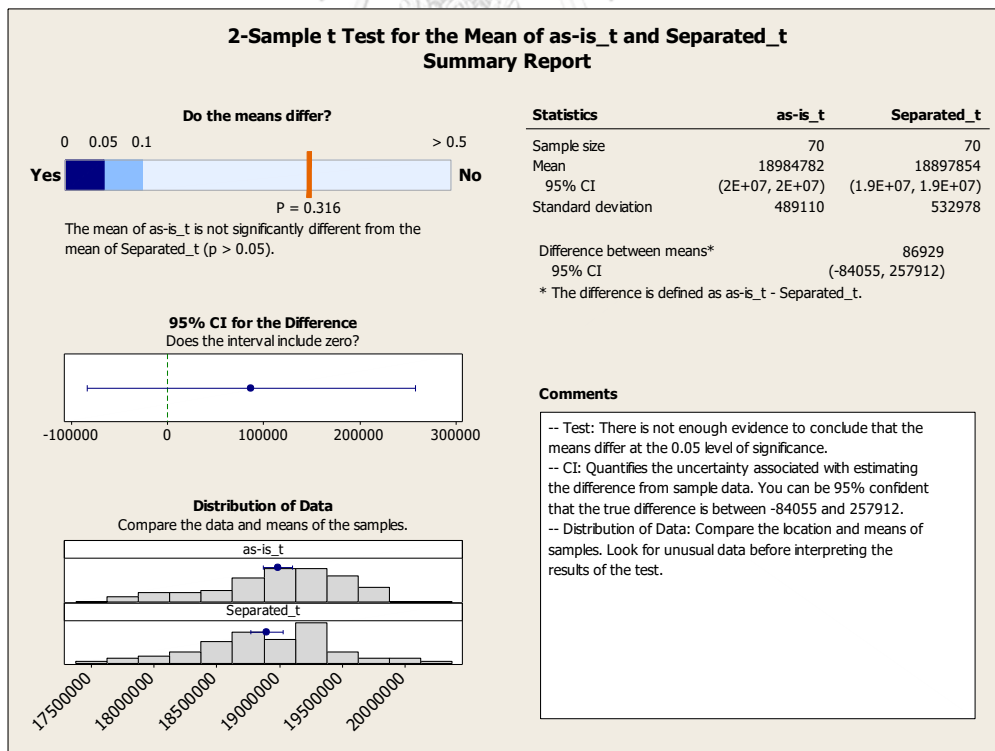 2-Sample t Test for the Mean of as-is_t and Separated_t
Summary Report
Do the means differ?
0 0.05 0.1 > 0.5
Yes No
P = 0.316
The mean of as-is_t is not significantly different from the
mean of Separated_t (p > 0.05).
95% CI for the Difference
Does the interval include zero?
-100000 0 100000 200000 300000
Distribution of Data
Compare the data and means of the samples.
as-is_t
Separated_t
17500000 18000000 18500000 19000000 19500000 20000000
Statistics as-is_t Separated_t
Sample size 70 70
Mean 18984782 18897854
95% CI (2E+07, 2E+07) (1.9E+07, 1.9E+07)
Standard deviation 489110 532978
Difference between means* 86929
95% CI (-84055, 257912)
* The difference is defined as as-is_t - Separated_t.
Comments
-- Test: There is not enough evidence to conclude that the
means differ at the 0.05 level of significance.
-- CI: Quantifies the uncertainty associated with estimating
the difference from sample data. You can be 95% confident
that the true difference is between -84055 and 257912.
-- Distribution of Data: Compare the location and means of
samples. Look for unusual data before interpreting the
results of the test.